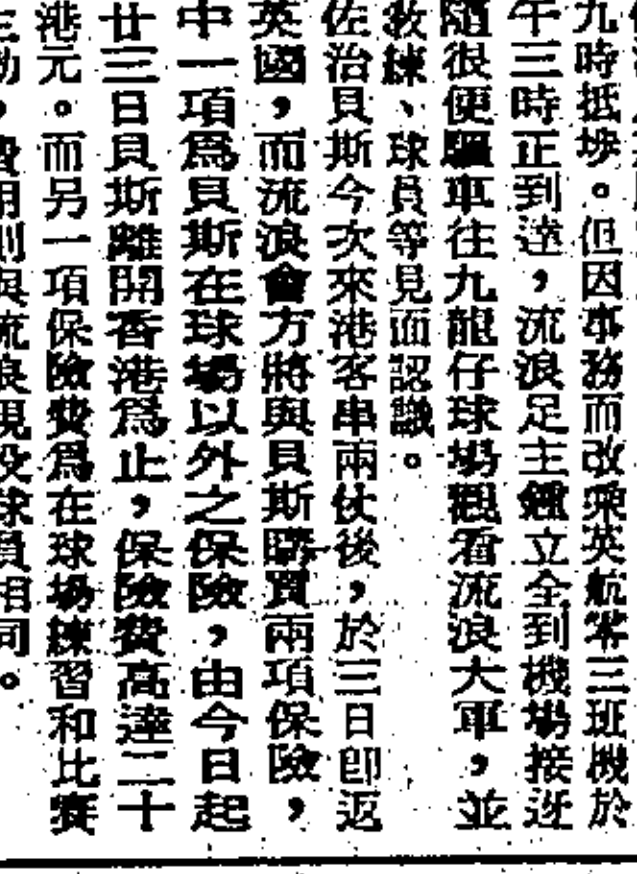 九時抵埗。但因事務而改乘英航零三班機於
午三時正到達，流浪足主鍾立全到機場接迓
隨很便驅車往九龍仔球場觀看流浪大軍，並
教練、球員等見面認識。
佐治貝斯今次來港客串兩仗後，於三日即返
英國，而流浪會方將與貝斯購買兩項保險，
中一項爲貝斯在球場以外之保險，由今日起
廿三日貝斯離開香港爲止，保險費高達二十
港元。而另一項保險費爲在球場練習和比賽
費用則與流浪現役球員相同。